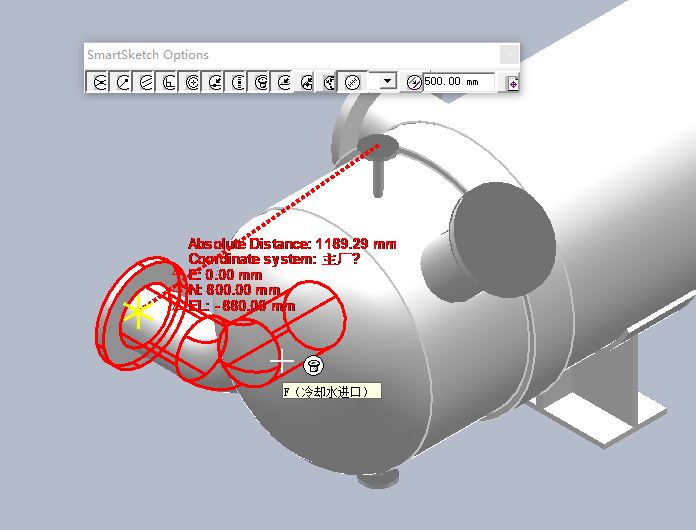 SmartSketch Options
500.00 mm
Absolute Distance: 1189.29 mm
Coordinate system: 主厂?
E: 0.00 mm
N: 800.00 mm
EL: -880.00 mm
F（冷却水进口）